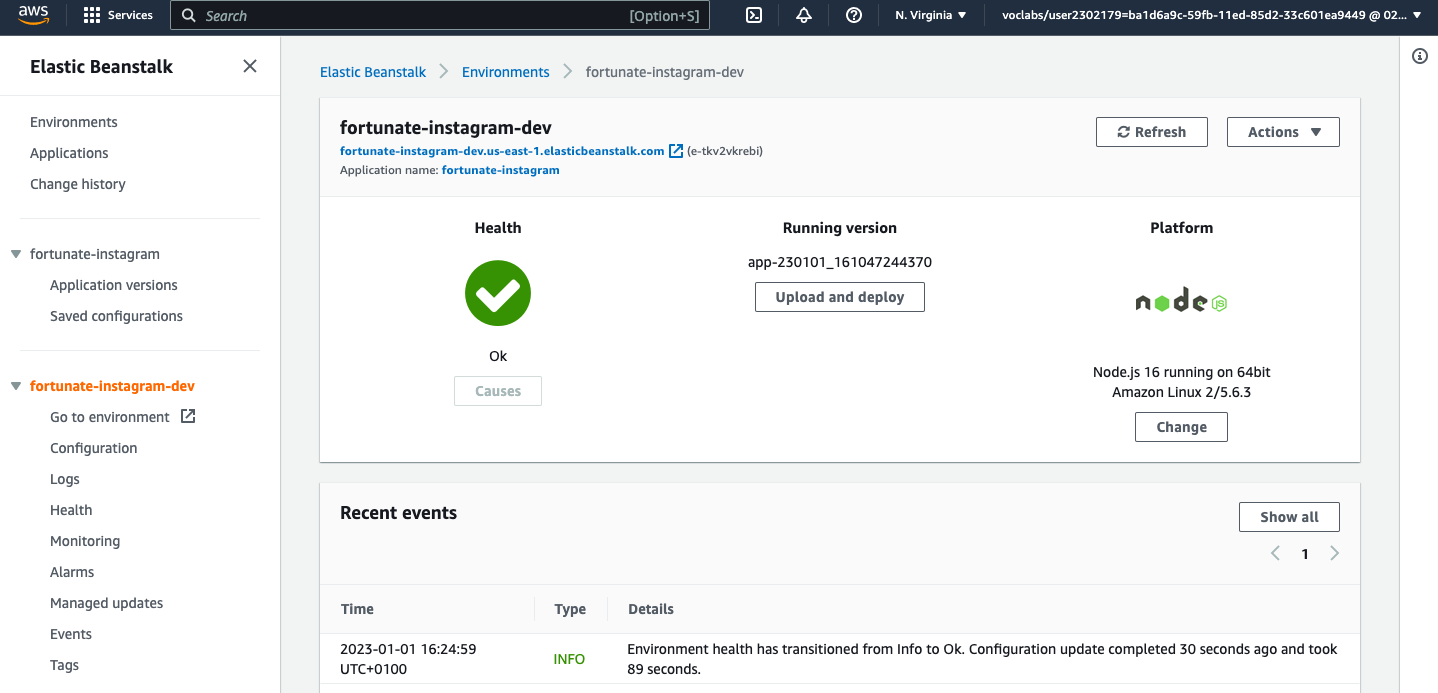 aws
Services
Search
[Option+S]
N. Virginia
voclabs/user2302179=ba1d6a9c-59fb-11ed-85d2-33c601ea9449 @ 02...
Elastic Beanstalk
Environments
Applications
Change history
fortunate-instagram
Application versions
Saved configurations
fortunate-instagram-dev
Go to environment
Configuration
Logs
Health
Monitoring
Alarms
Managed updates
Events
Tags
Elastic Beanstalk
Environments
fortunate-instagram-dev
fortunate-instagram-dev
fortunate-instagram-dev.us-east-1.elasticbeanstalk.com (e-tkv2vkrebi)
Application name: fortunate-instagram
Refresh
Actions
Health
Ok
Causes
Running version
app-230101_161047244370
Upload and deploy
Platform
node JS
Node.js 16 running on 64bit
Amazon Linux 2/5.6.3
Change
Recent events
Show all
1
Time
Type
Details
2023-01-01 16:24:59
UTC+0100
INFO
Environment health has transitioned from Info to Ok. Configuration update completed 30 seconds ago and took
89 seconds.